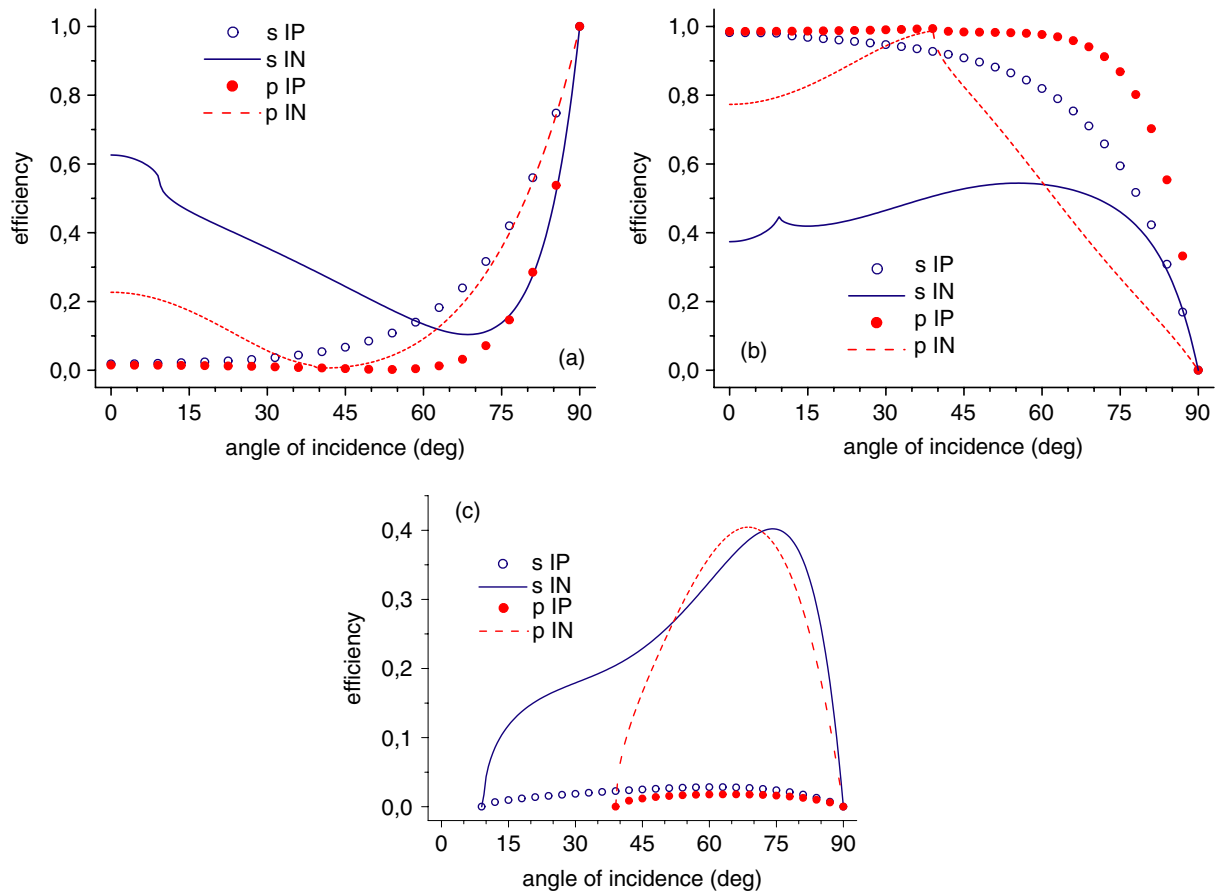 1,0
0,8
0,6
0,4
0,2
0,0
efficiency
s IP
s IN
p IP
p IN
(a)
0 15 30 45 60 75 90
angle of incidence (deg)
1,0
0,8
0,6
0,4
0,2
0,0
efficiency
s IP
s IN
p IP
p IN
(b)
0 15 30 45 60 75 90
angle of incidence (deg)
(c)
0,4
0,3
0,2
0,1
0,0
efficiency
s IP
s IN
p IP
p IN
0 15 30 45 60 75 90
angle of incidence (deg)